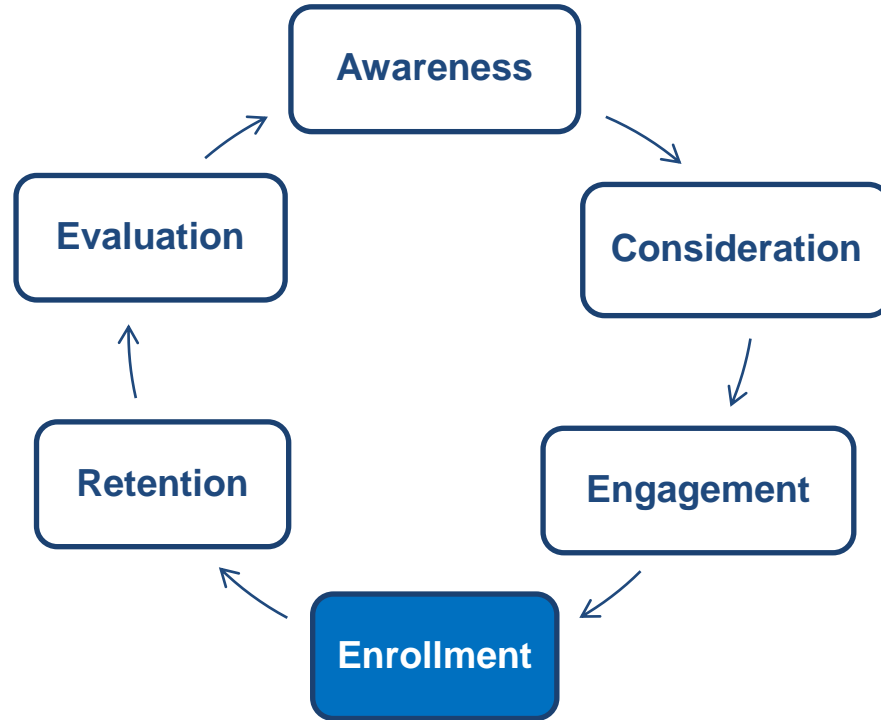 Awareness
Consideration
Engagement
Enrollment
Retention
Evaluation